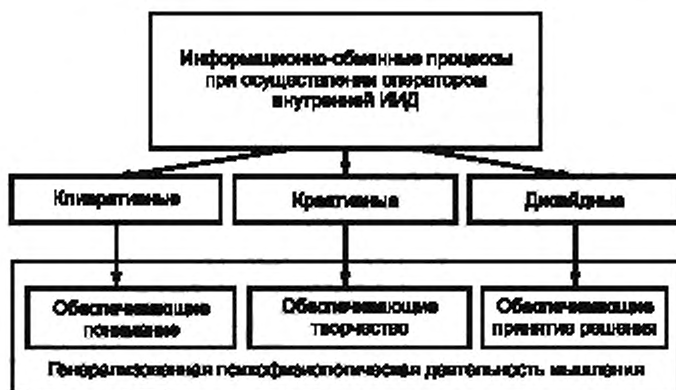 Информационно-обменные процессы
при осуществлении оператором
внутренней ИИД
Клиаративные
Креативные
Дисайдные
Обеспечивающие
понимание
Обеспечивающие
творчество
Обеспечивающие
принятие решения
Генерализованная психофизиологическая деятельность мышления